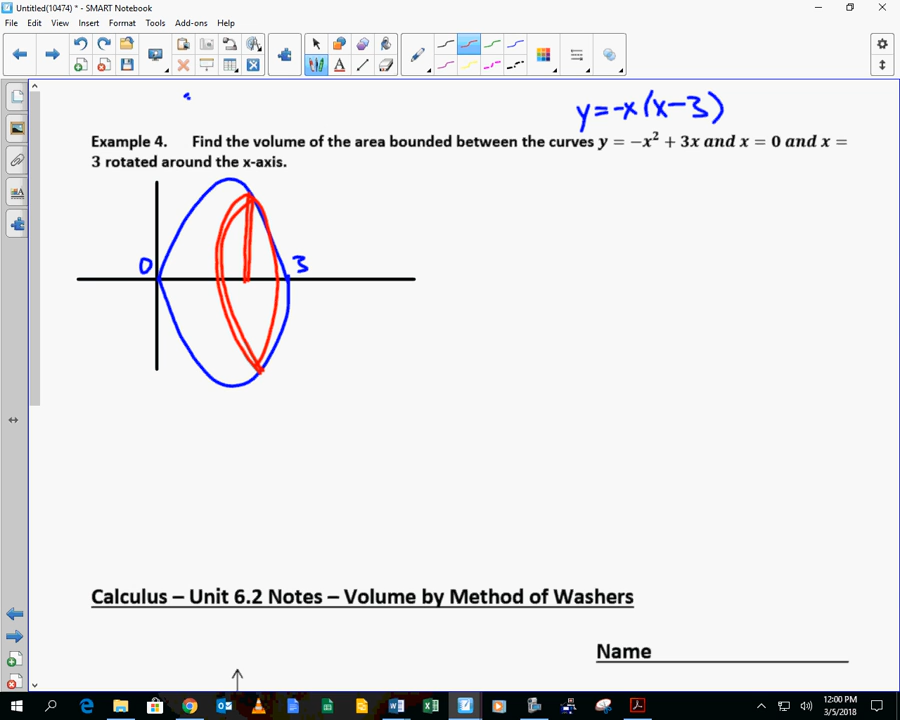 Untitled(10474) * - SMART Notebook
File Edit View Insert Format Tools Add-ons Help
y=-x(x-3)
Example 4. Find the volume of the area bounded between the curves y = −x² + 3x and x = 0 and x =
3 rotated around the x-axis.
0 3
Calculus – Unit 6.2 Notes – Volume by Method of Washers
Name
12:00 PM
3/5/2018